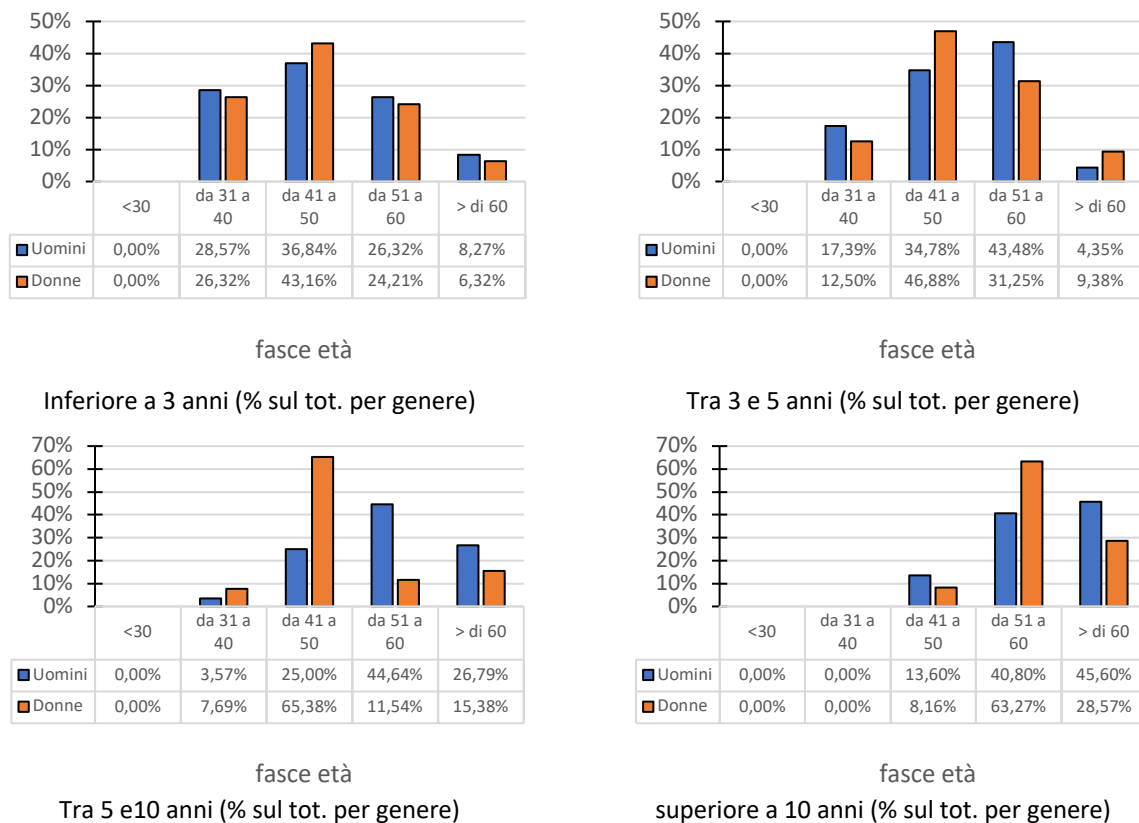 50%
40%
30%
20%
10%
0%
<30
da 31 a
40
da 41 a
50
da 51 a
60
> di 60
Uomini 0,00% 28,57% 36,84% 26,32% 8,27%
Donne 0,00% 26,32% 43,16% 24,21% 6,32%
fasce età
Inferiore a 3 anni (% sul tot. per genere)
50%
40%
30%
20%
10%
0%
<30
da 31 a
40
da 41 a
50
da 51 a
60
> di 60
Uomini 0,00% 17,39% 34,78% 43,48% 4,35%
Donne 0,00% 12,50% 46,88% 31,25% 9,38%
fasce età
Tra 3 e 5 anni (% sul tot. per genere)
70%
60%
50%
40%
30%
20%
10%
0%
<30
da 31 a
40
da 41 a
50
da 51 a
60
> di 60
Uomini 0,00% 3,57% 25,00% 44,64% 26,79%
Donne 0,00% 7,69% 65,38% 11,54% 15,38%
fasce età
Tra 5 e10 anni (% sul tot. per genere)
70%
60%
50%
40%
30%
20%
10%
0%
<30
da 31 a
40
da 41 a
50
da 51 a
60
> di 60
Uomini 0,00% 0,00% 13,60% 40,80% 45,60%
Donne 0,00% 0,00% 8,16% 63,27% 28,57%
fasce età
superiore a 10 anni (% sul tot. per genere)